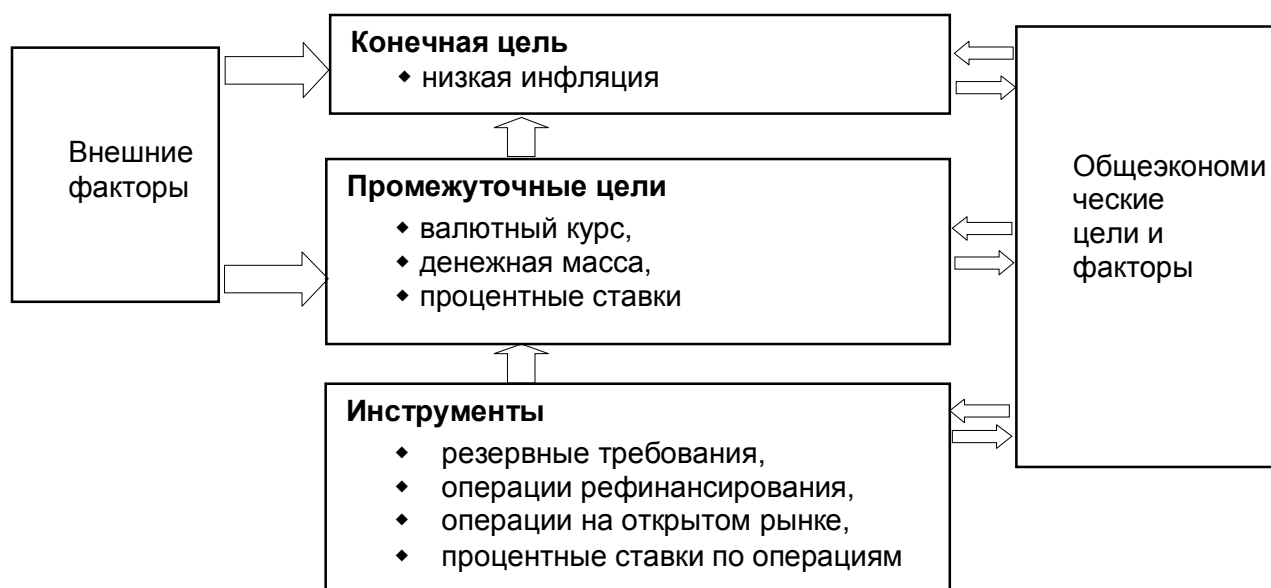 Внешние
факторы
Конечная цель
низкая инфляция
Промежуточные цели
валютный курс,
денежная масса,
процентные ставки
Инструменты
резервные требования,
операции рефинансирования,
операции на открытом рынке,
процентные ставки по операциям
Общеэкономи
ческие
цели и
факторы